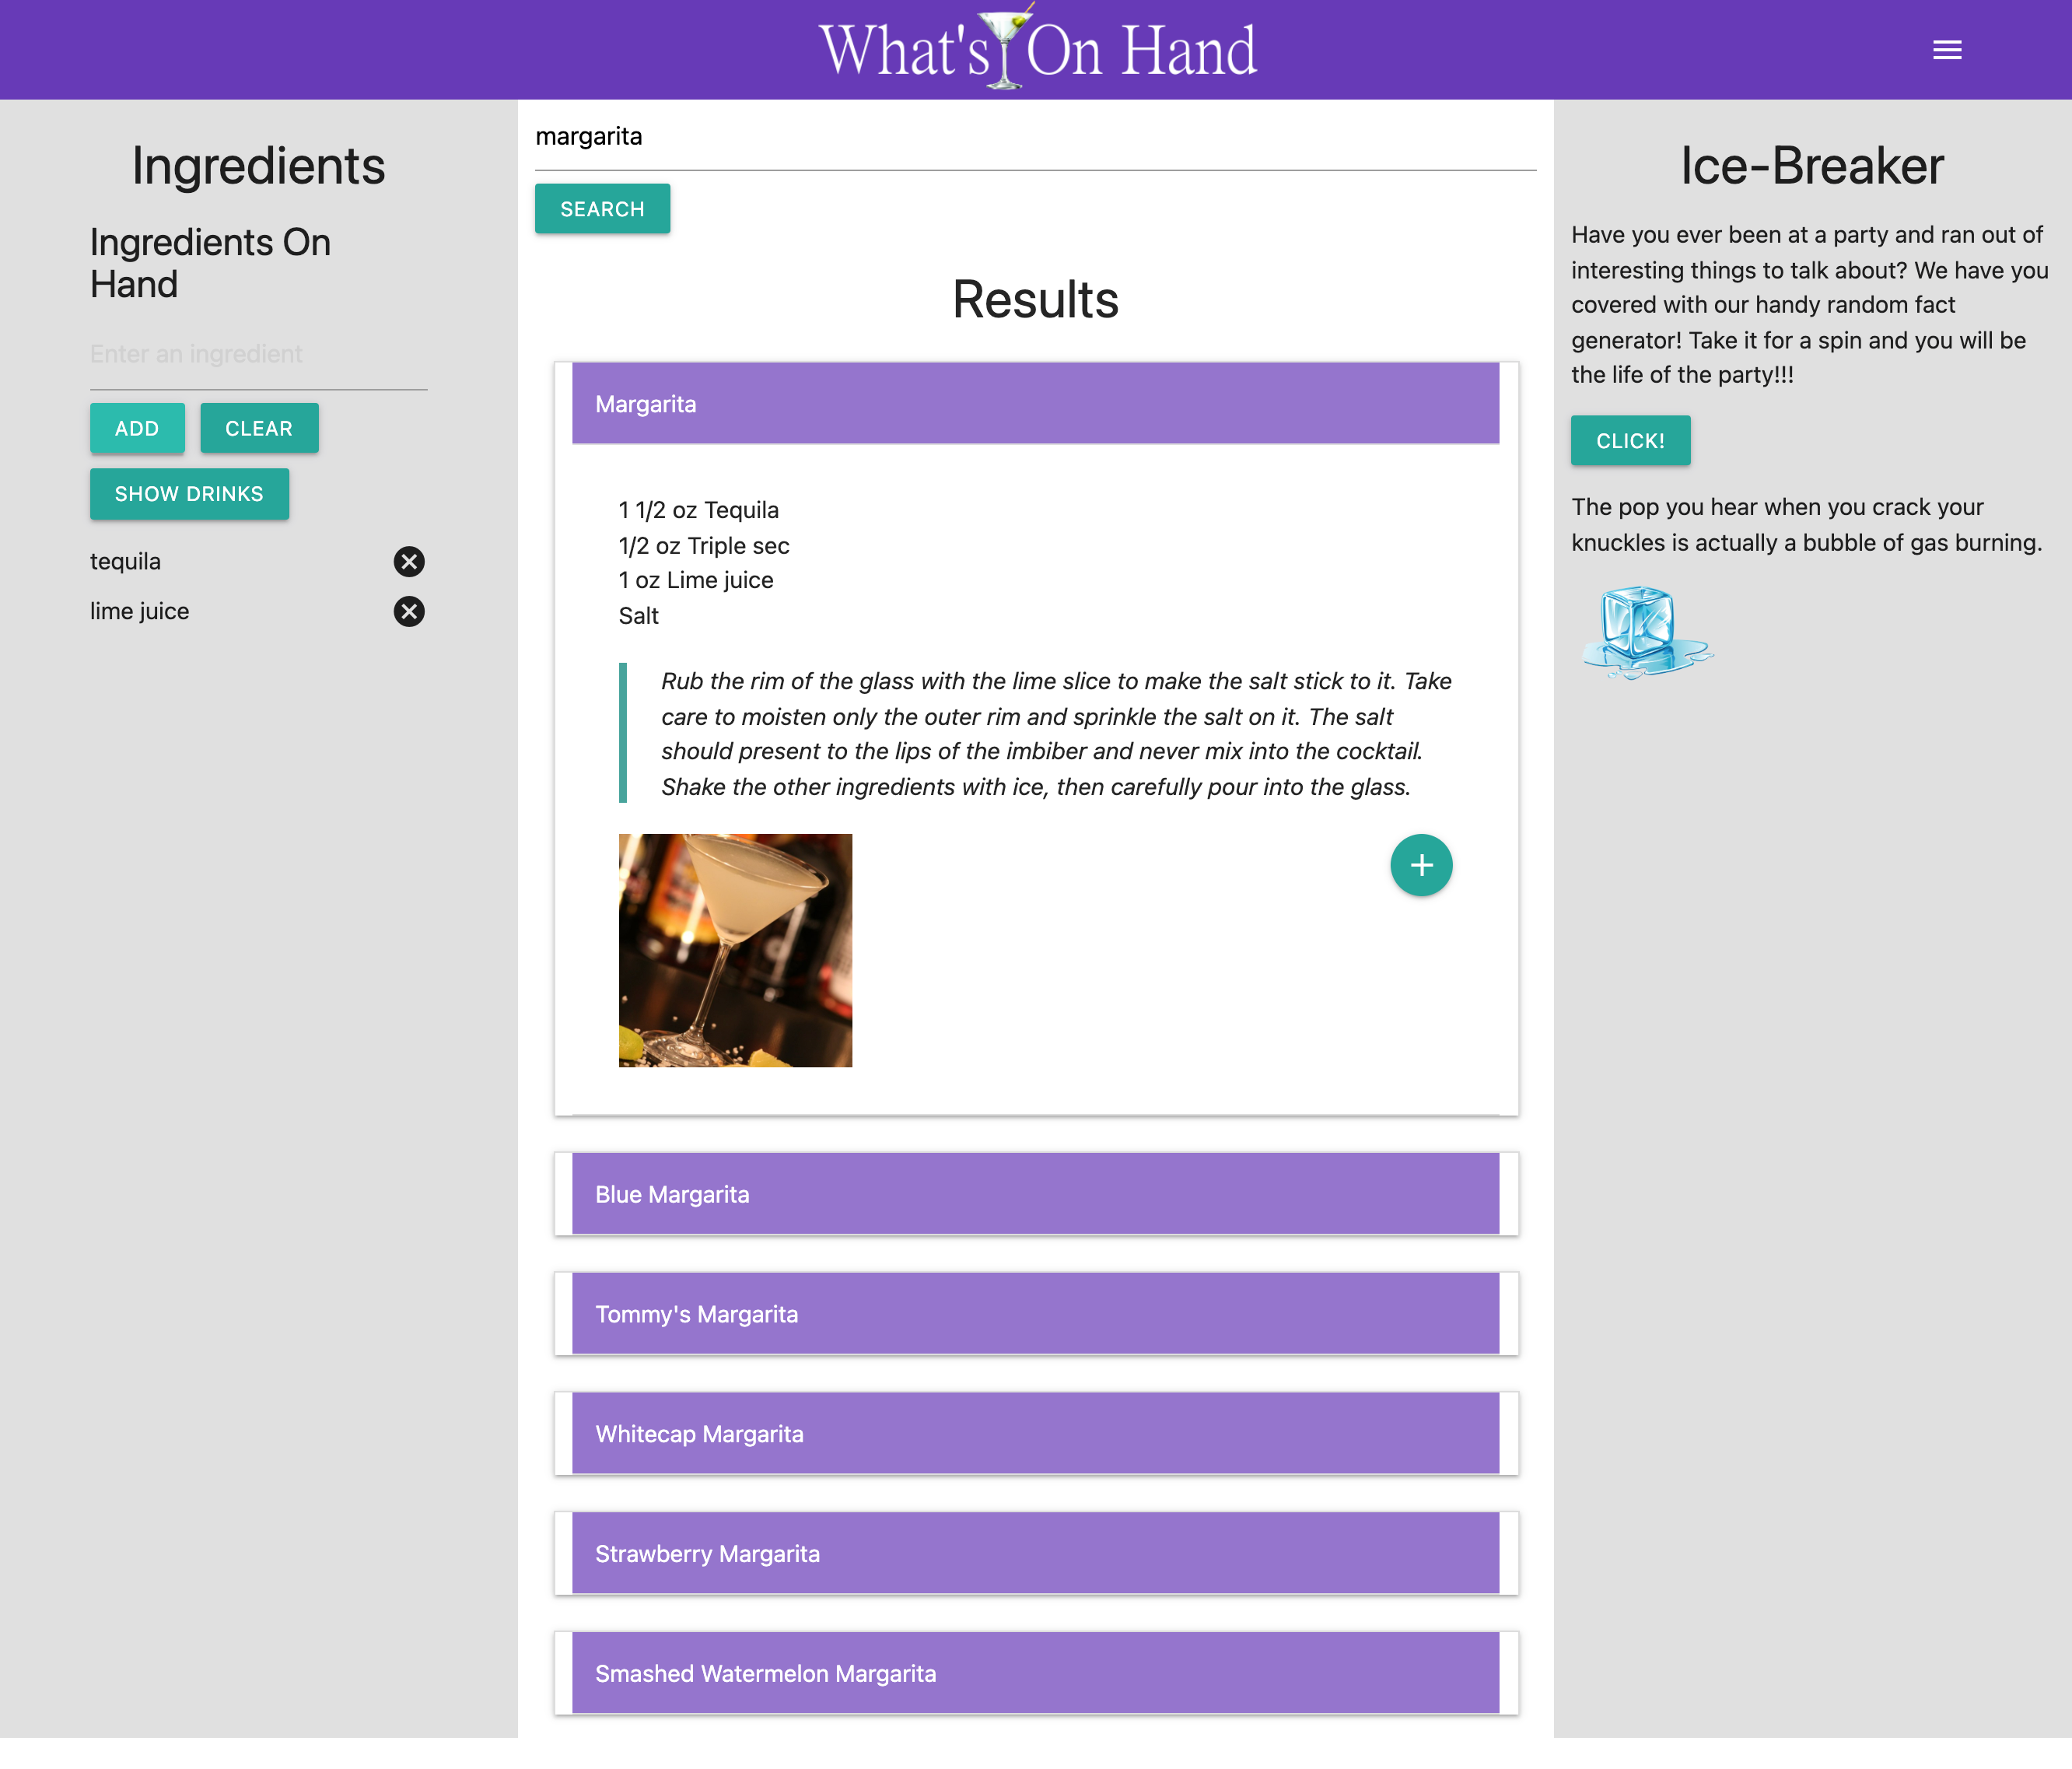 What's On Hand
Ingredients
Ingredients On
Hand
Enter an ingredient
ADD
CLEAR
SHOW DRINKS
tequila
lime juice
margarita
SEARCH
Results
Margarita
1 1/2 oz Tequila
1/2 oz Triple sec
1 oz Lime juice
Salt
Rub the rim of the glass with the lime slice to make the salt stick to it. Take
care to moisten only the outer rim and sprinkle the salt on it. The salt
should present to the lips of the imbiber and never mix into the cocktail.
Shake the other ingredients with ice, then carefully pour into the glass.
Blue Margarita
Tommy's Margarita
Whitecap Margarita
Strawberry Margarita
Smashed Watermelon Margarita
Ice-Breaker
Have you ever been at a party and ran out of
interesting things to talk about? We have you
covered with our handy random fact
generator! Take it for a spin and you will be
the life of the party!!!
CLICK!
The pop you hear when you crack your
knuckles is actually a bubble of gas burning.